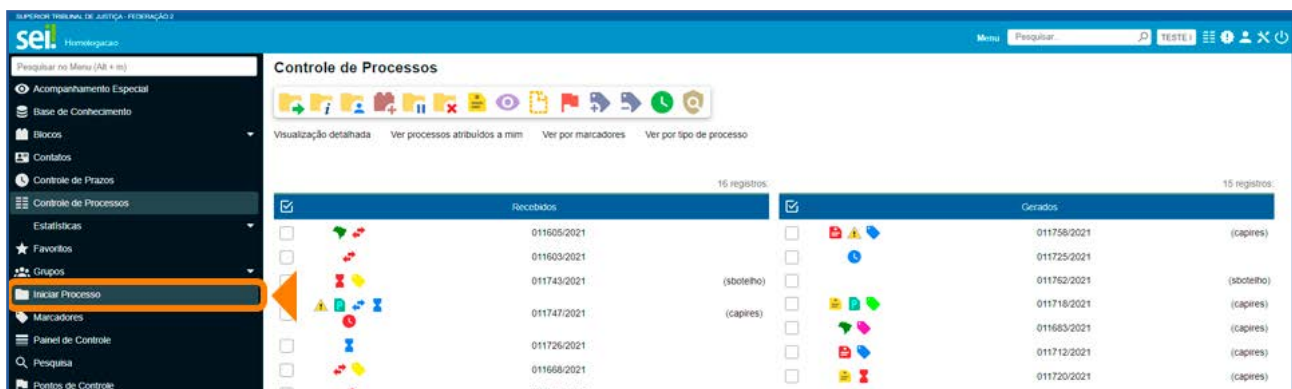 SUPERIOR TRIBUNAL DE JUSTIÇA - FEDERAÇÃO 2
sei! Homologacao
Menu Pesquisar... TESTE
Pesquisar no Menu (Alt + m)
Acompanhamento Especial
Base de Conhecimento
Blocos
Contatos
Controle de Prazos
Controle de Processos
Estatísticas
Favoritos
Grupos
Iniciar Processo
Marcadores
Painel de Controle
Pesquisa
Pontos de Controle
Controle de Processos
Visualização detalhada Ver processos atribuídos a mim Ver por marcadores Ver por tipo de processo
16 registros:
Recebidos
011605/2021
011603/2021
011743/2021 (sbotelho)
011747/2021 (capires)
011726/2021
011668/2021
15 registros:
Gerados
011758/2021 (capires)
011725/2021
011762/2021 (sbotelho)
011718/2021 (capires)
011683/2021 (capires)
011712/2021 (capires)
011720/2021 (capires)